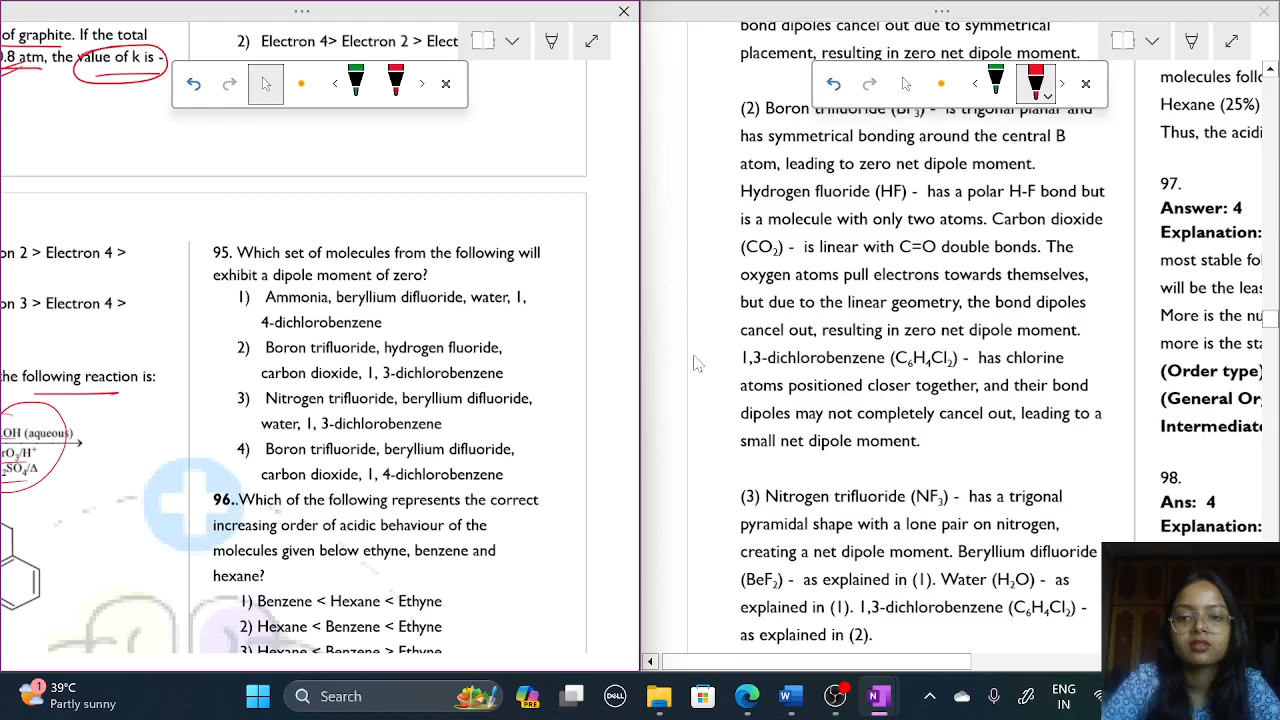 of graphite. If the total
0.8 atm, the value of k is -
2) Electron 4> Electron 2 > Elect
on 2 > Electron 4 >
on 3 > Electron 4 >
the following reaction is:
OH (aqueous)
rO3/H+
2SO4/Δ
95. Which set of molecules from the following will
exhibit a dipole moment of zero?
1) Ammonia, beryllium difluoride, water, 1,
4-dichlorobenzene
2) Boron trifluoride, hydrogen fluoride,
carbon dioxide, 1, 3-dichlorobenzene
3) Nitrogen trifluoride, beryllium difluoride,
water, 1, 3-dichlorobenzene
4) Boron trifluoride, beryllium difluoride,
carbon dioxide, 1, 4-dichlorobenzene
96..Which of the following represents the correct
increasing order of acidic behaviour of the
molecules given below ethyne, benzene and
hexane?
1) Benzene < Hexane < Ethyne
2) Hexane < Benzene < Ethyne
3) Hexane < Benzene > Ethyne
bond dipoles cancel out due to symmetrical
placement, resulting in zero net dipole moment.
(2) Boron trifluoride (BF3) - is trigonal planar and
has symmetrical bonding around the central B
atom, leading to zero net dipole moment.
Hydrogen fluoride (HF) - has a polar H-F bond but
is a molecule with only two atoms. Carbon dioxide
(CO2) - is linear with C=O double bonds. The
oxygen atoms pull electrons towards themselves,
but due to the linear geometry, the bond dipoles
cancel out, resulting in zero net dipole moment.
1,3-dichlorobenzene (C6H4Cl2) - has chlorine
atoms positioned closer together, and their bond
dipoles may not completely cancel out, leading to a
small net dipole moment.
(3) Nitrogen trifluoride (NF3) - has a trigonal
pyramidal shape with a lone pair on nitrogen,
creating a net dipole moment. Beryllium difluoride
(BeF2) - as explained in (1). Water (H2O) - as
explained in (1). 1,3-dichlorobenzene (C6H4Cl2) -
as explained in (2).
molecules follo
Hexane (25%)
Thus, the acidi
97.
Answer: 4
Explanation:
most stable fol
will be the leas
More is the nu
more is the sta
(Order type)
(General Or
Intermediate
98.
Ans: 4
Explanation:
1
39°C
Partly sunny
Search
PRE
DELL
W
N
ENG
IN